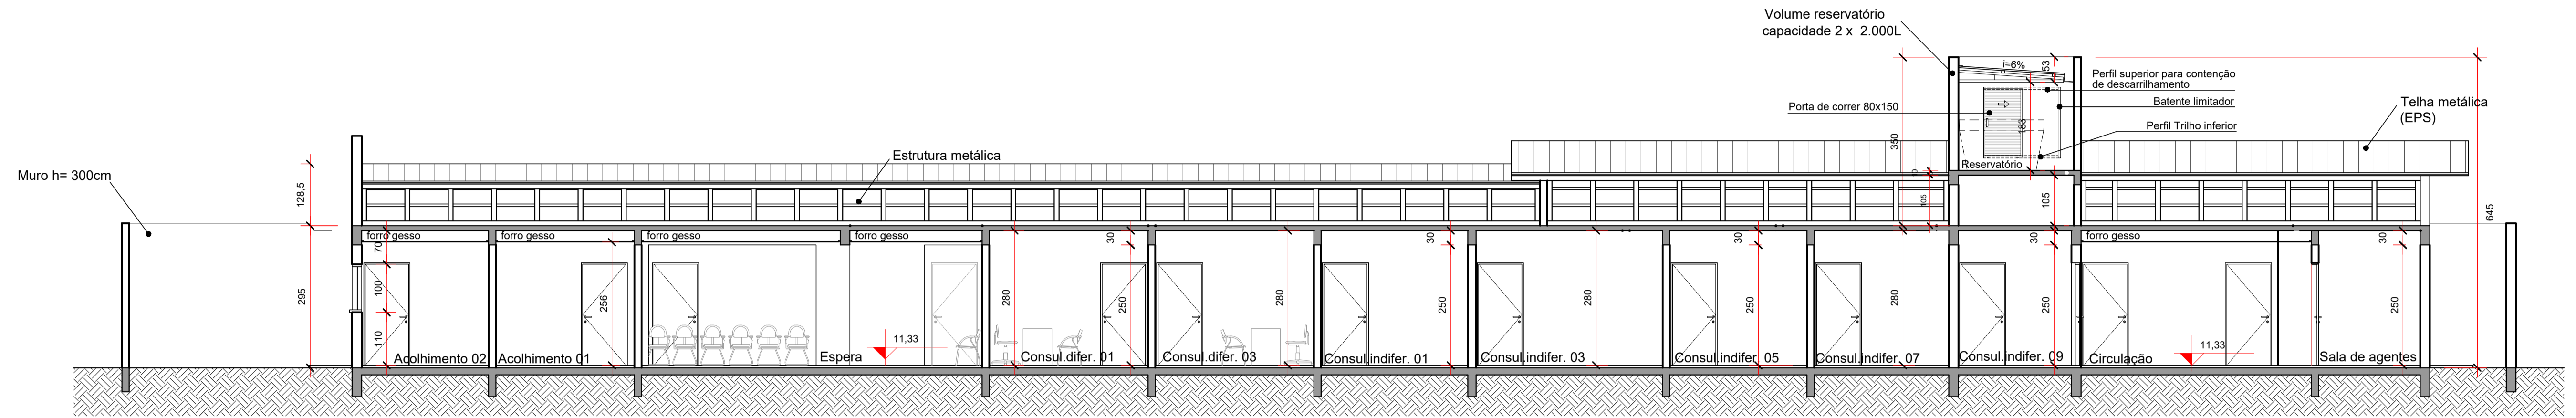 Volume reservatório
capacidade 2 x 2.000L
i=6%
53
Perfil superior para contenção
de descarrilhamento
Batente limitador
Porta de correr 80x150
Perfil Trilho inferior
183
Telha metálica
(EPS)
350
Reservatório
Estrutura metálica
Muro h= 300cm
128,5
105
105
645
forro gesso
forro gesso
forro gesso
forro gesso
forro gesso
70
30
30
30
30
30
295
100
110
256
280
250
280
250
280
250
280
250
250
11,33
11,33
Acolhimento 02
Acolhimento 01
Espera
Consul.difer. 01
Consul.difer. 03
Consul.indifer. 01
Consul.indifer. 03
Consul.indifer. 05
Consul.indifer. 07
Consul.indifer. 09
Circulação
Sala de agentes